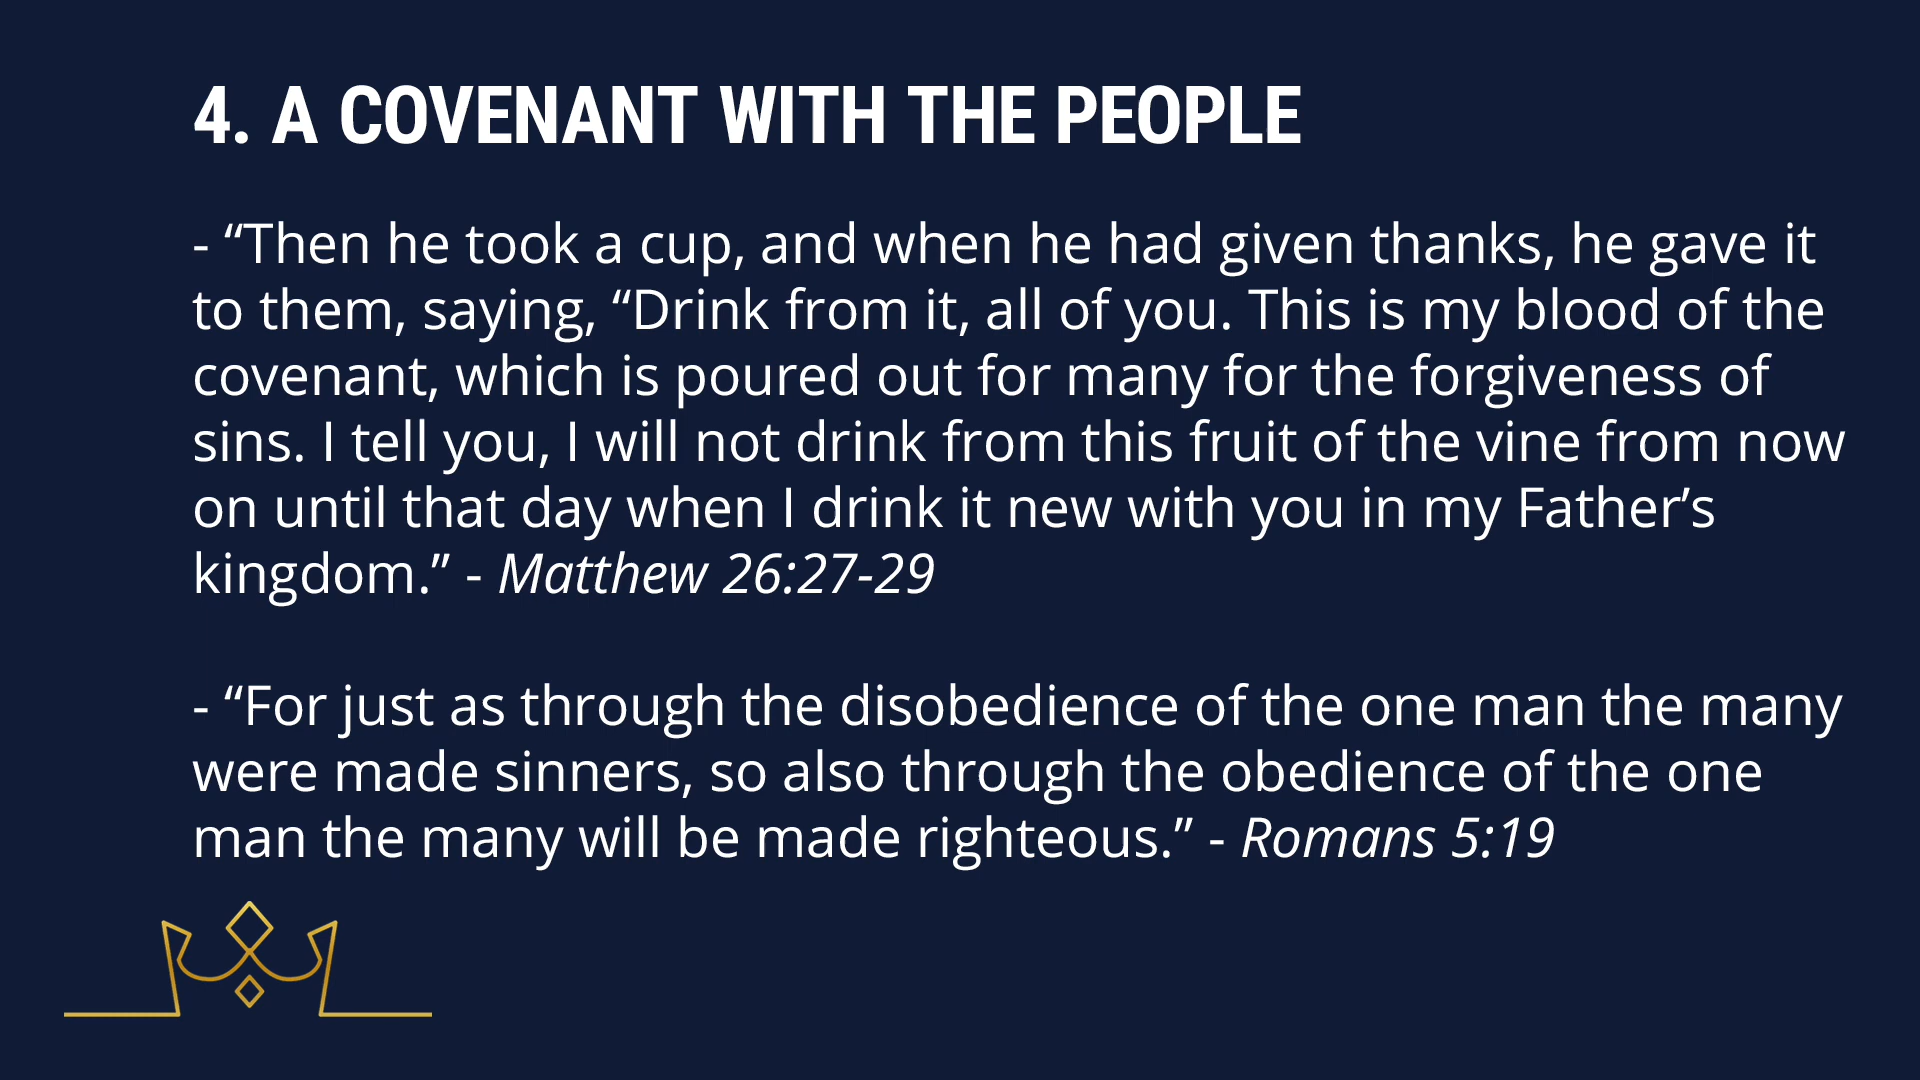 4. A COVENANT WITH THE PEOPLE
- “Then he took a cup, and when he had given thanks, he gave it
to them, saying, “Drink from it, all of you. This is my blood of the
covenant, which is poured out for many for the forgiveness of
sins. I tell you, I will not drink from this fruit of the vine from now
on until that day when I drink it new with you in my Father’s
kingdom.” - Matthew 26:27-29
- “For just as through the disobedience of the one man the many
were made sinners, so also through the obedience of the one
man the many will be made righteous.” - Romans 5:19